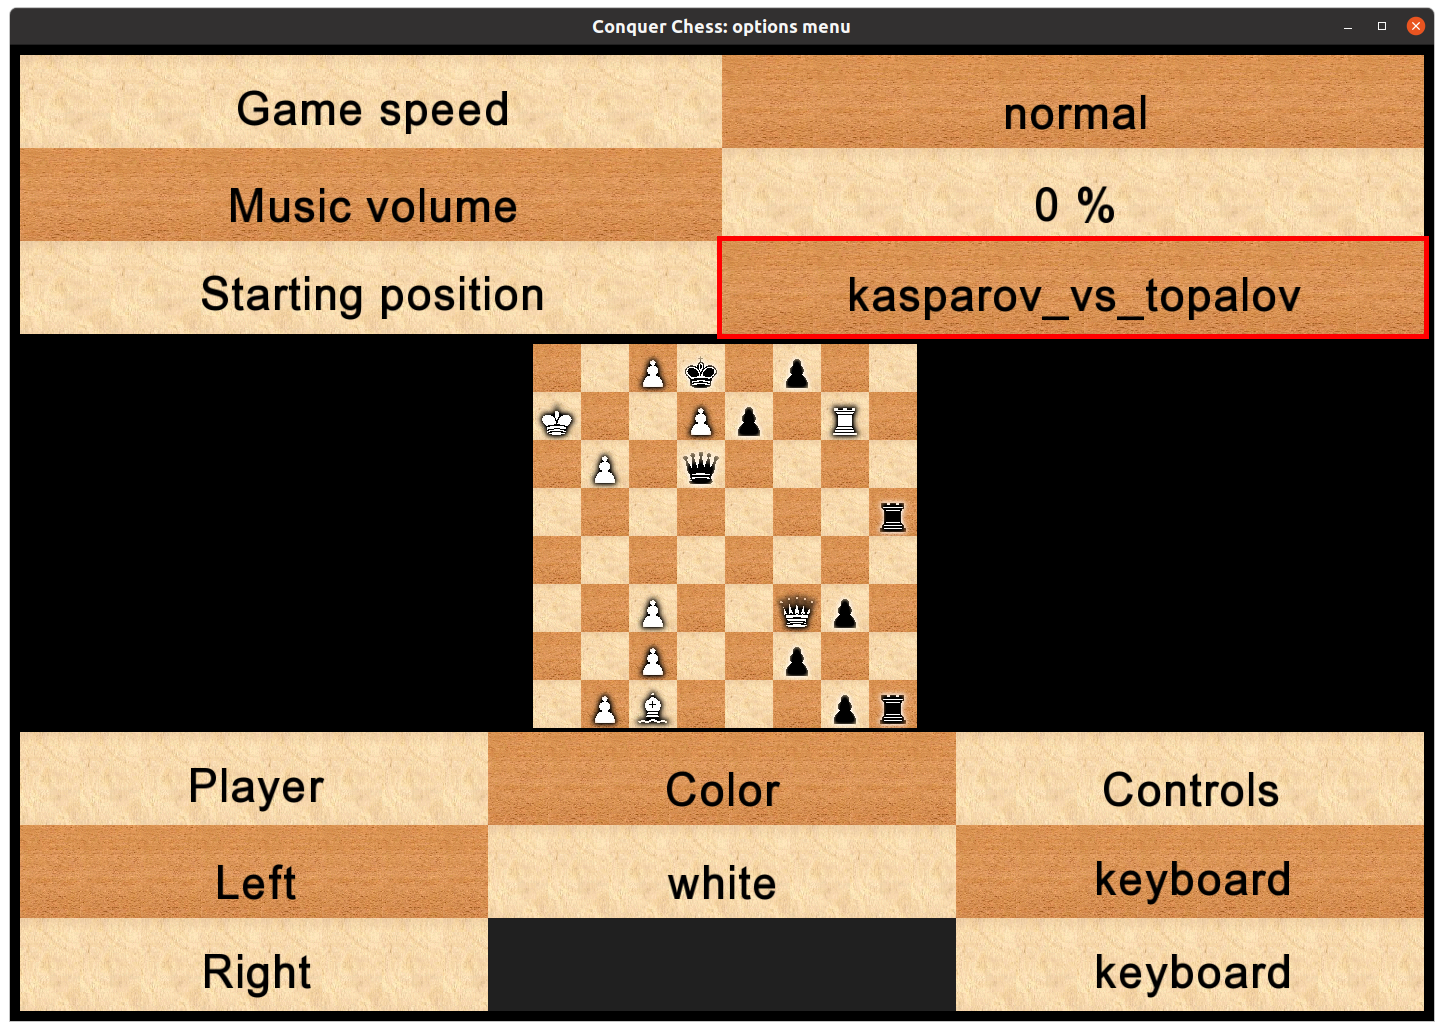 Conquer Chess: options menu
Game speed normal
Music volume 0 %
Starting position kasparov_vs_topalov
Player Color Controls
Left white keyboard
Right keyboard